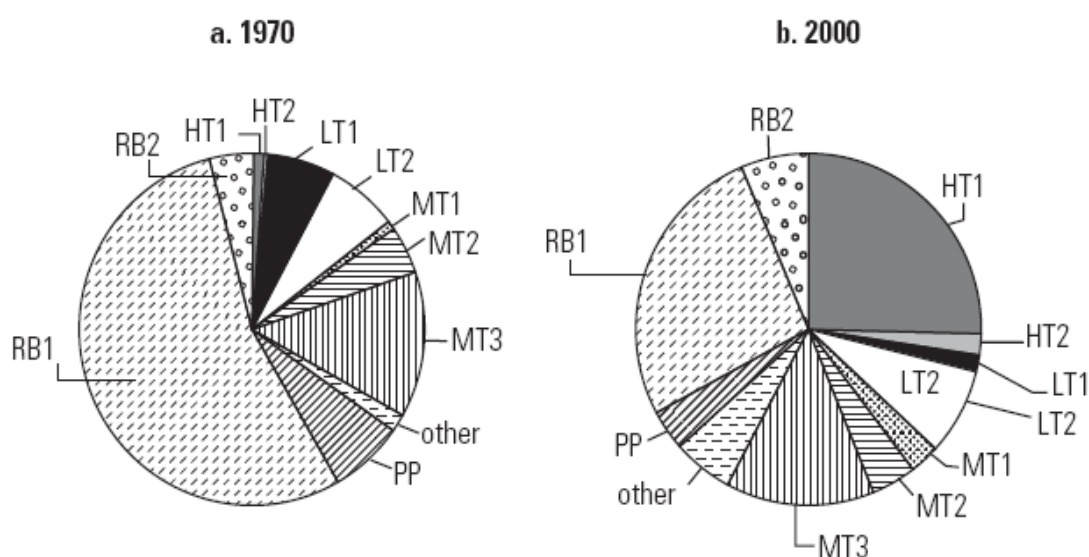 a. 1970
HT2
HT1
LT1
RB2
LT2
MT1
MT2
MT3
RB1
other
PP
b. 2000
RB2
HT1
RB1
HT2
LT1
LT2
LT2
PP
MT1
other
MT2
MT3